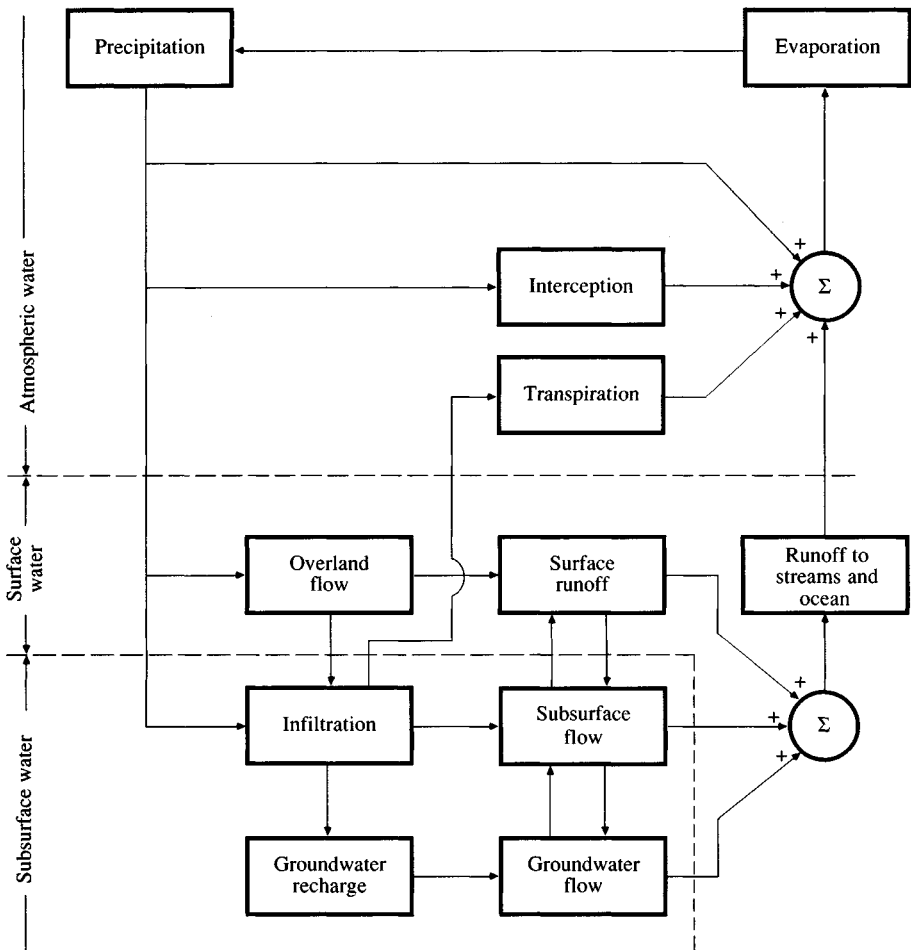 Precipitation
Evaporation
+
+
Interception
Σ
+
+
Transpiration
Atmospheric water
Overland
flow
Surface
runoff
Runoff to
streams and
ocean
Surface
water
+
Infiltration
Subsurface
flow
+
Σ
+
Subsurface water
Groundwater
recharge
Groundwater
flow